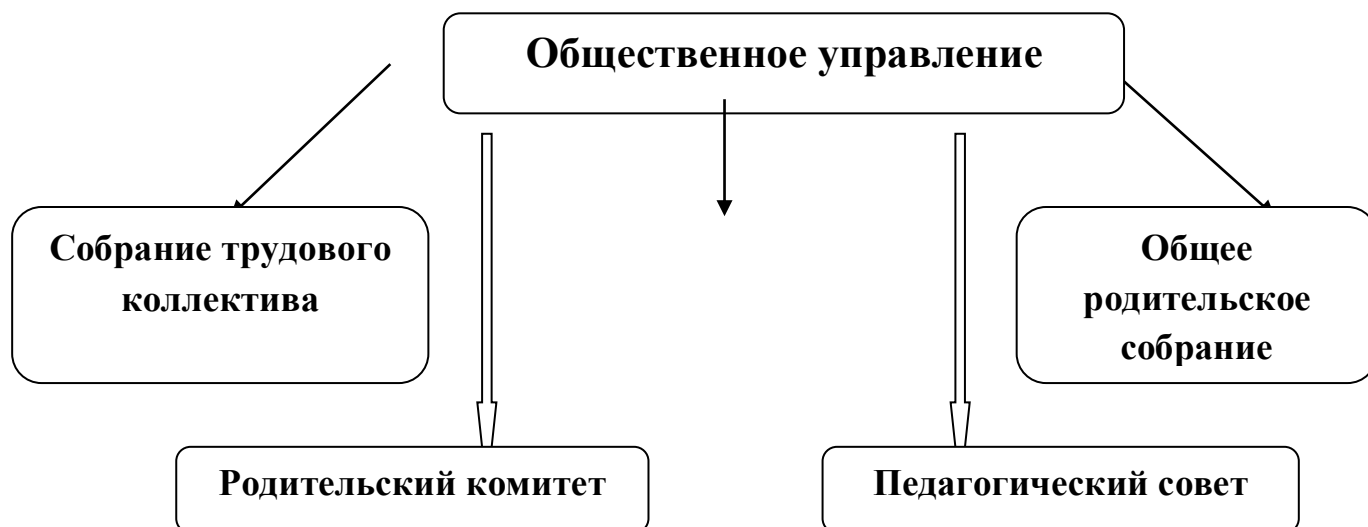 Общественное управление
Собрание трудового
коллектива
Общее
родительское
собрание
Родительский комитет
Педагогический совет